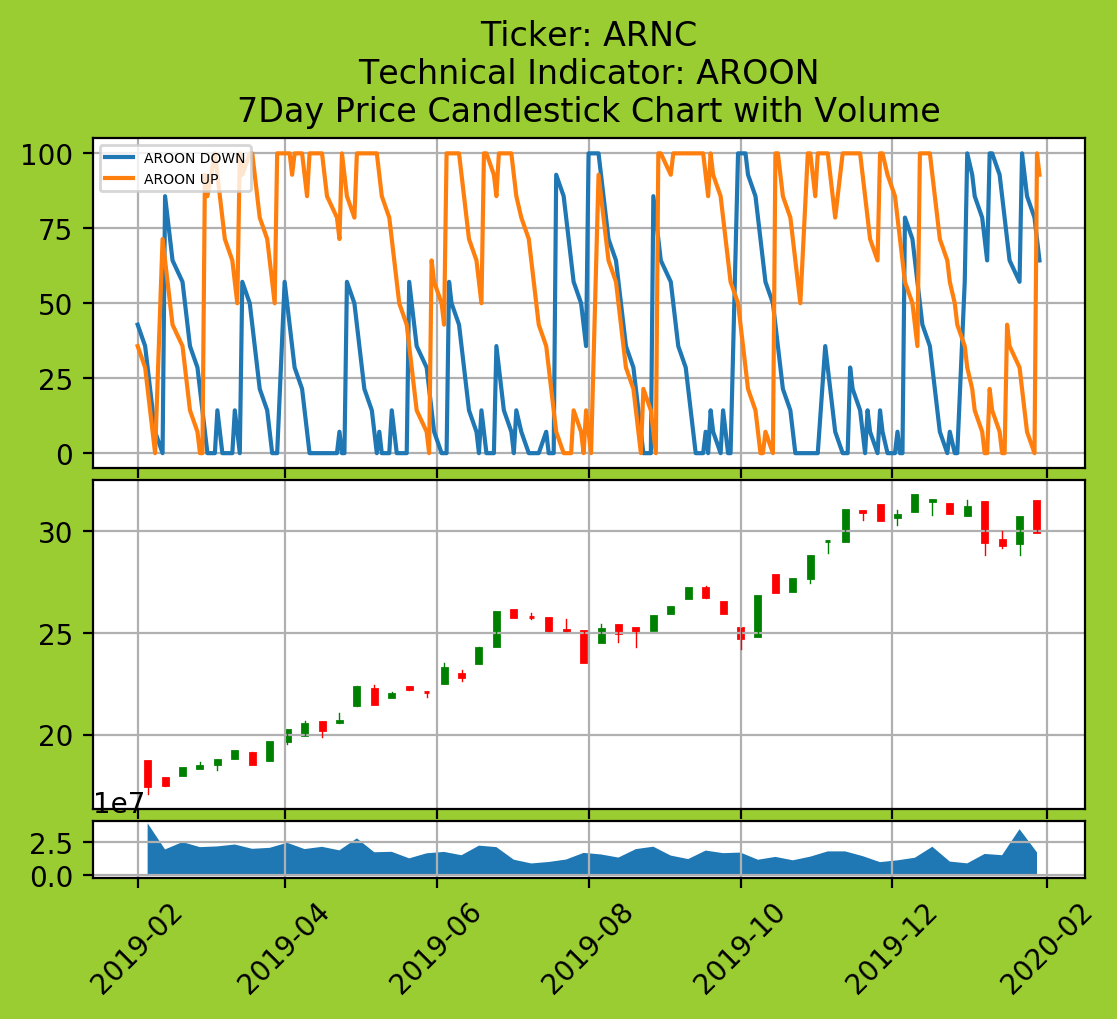 Ticker: ARNC
Technical Indicator: AROON
7Day Price Candlestick Chart with Volume
100
75
50
25
0
AROON DOWN
AROON UP
30
25
20
1e7
2.5
0.0
2019-02
2019-04
2019-06
2019-08
2019-10
2019-12
2020-02